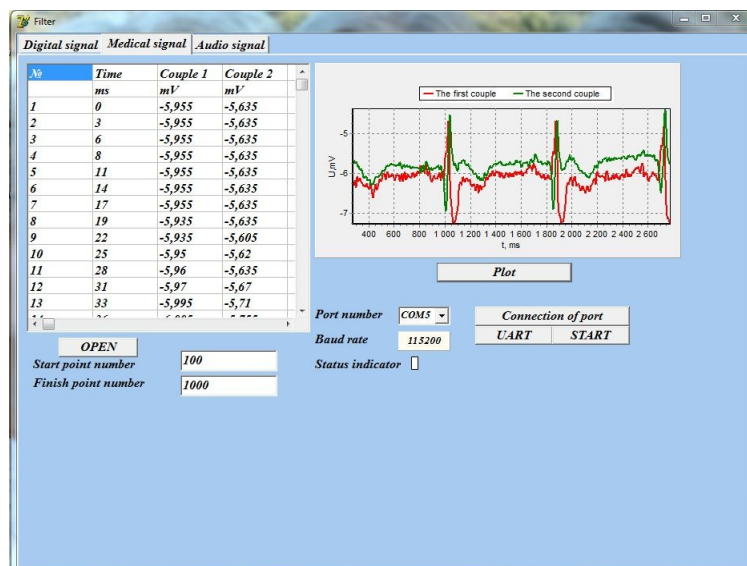 Filter
Digital signal Medical signal Audio signal
№ Time Couple 1 Couple 2
ms mV mV
1 0 -5,955 -5,635
2 3 -5,955 -5,635
3 6 -5,955 -5,635
4 8 -5,955 -5,635
5 11 -5,955 -5,635
6 14 -5,955 -5,635
7 17 -5,955 -5,635
8 19 -5,935 -5,635
9 22 -5,935 -5,605
10 25 -5,95 -5,62
11 28 -5,96 -5,635
12 31 -5,97 -5,67
13 33 -5,995 -5,71
The first couple The second couple
U,mV
-5
-6
-7
400 600 800 1 000 1 200 1 400 1 600 1 800 2 000 2 200 2 400 2 600
t, ms
Plot
Port number COM5
Connection of port
Baud rate 115200
UART START
Status indicator
OPEN
Start point number 100
Finish point number 1000